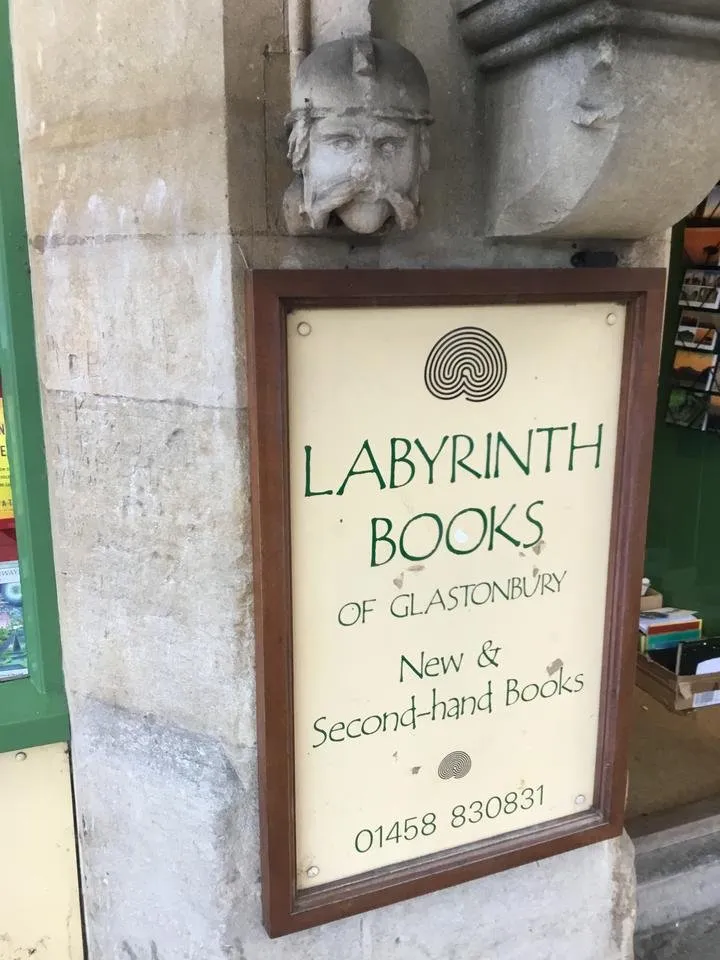 LABYRINTH
BOOKS
OF GLASTONBURY
New &
Second-hand Books
01458 830831